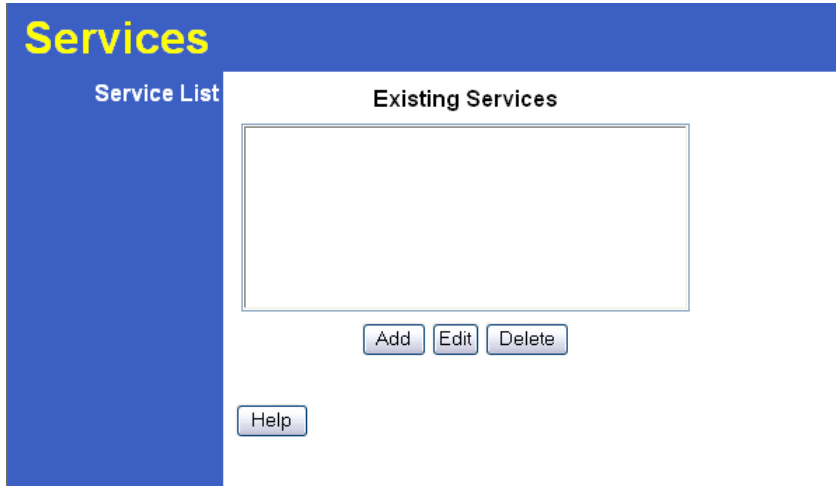 Services
Service List
Existing Services
Add Edit Delete
Help